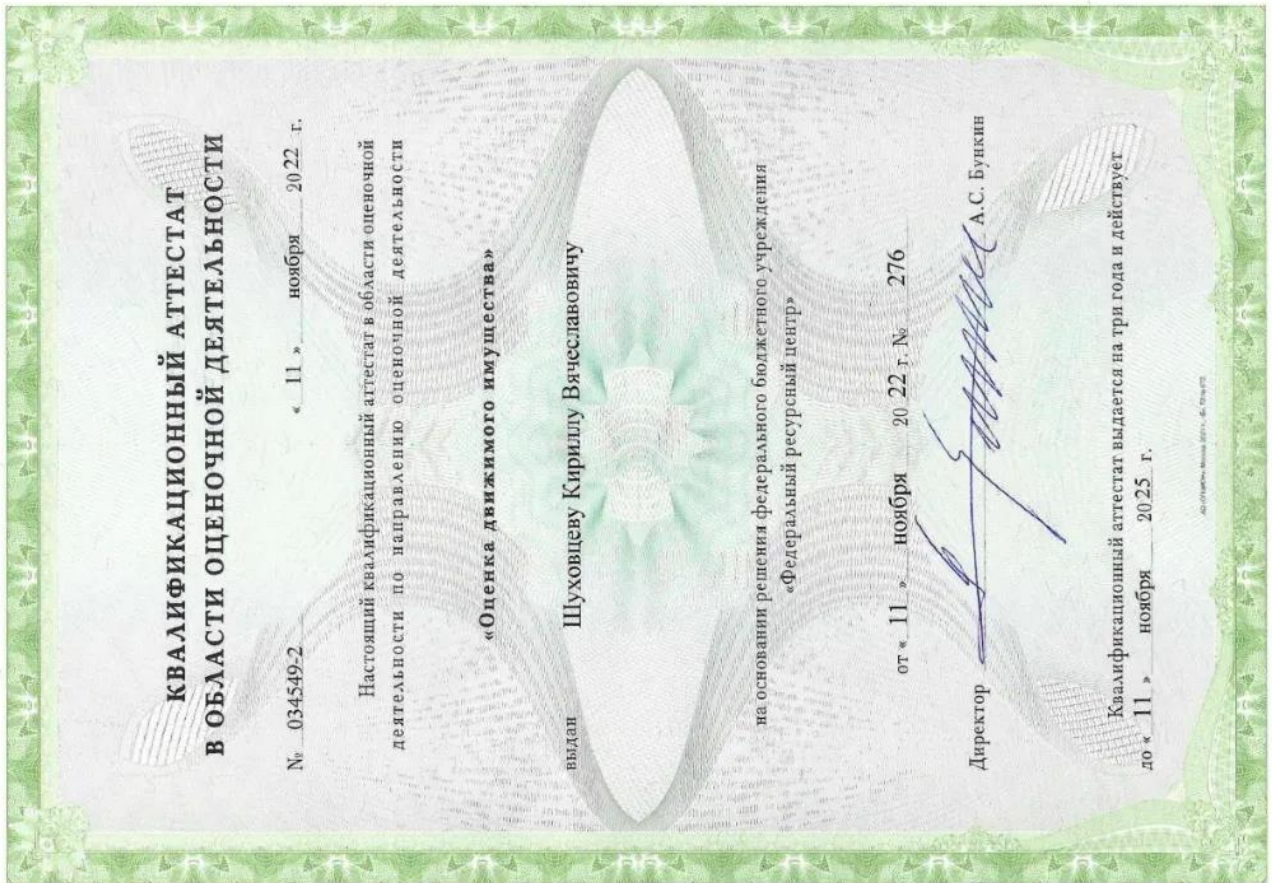 КВАЛИФИКАЦИОННЫЙ АТТЕСТАТ
В ОБЛАСТИ ОЦЕНОЧНОЙ ДЕЯТЕЛЬНОСТИ
№ 034549-2 « 11 » ноября 2022 г.
Настоящий квалификационный аттестат в области оценочной
деятельности по направлению оценочной деятельности
«Оценка движимого имущества»
выдан Шуховцеву Кириллу Вячеславовичу
на основании решения федерального бюджетного учреждения
«Федеральный ресурсный центр»
от « 11 » ноября 20 22 г. № 276
Директор А.С. Бункин
Квалификационный аттестат выдается на три года и действует
до « 11 » ноября 2025 г.